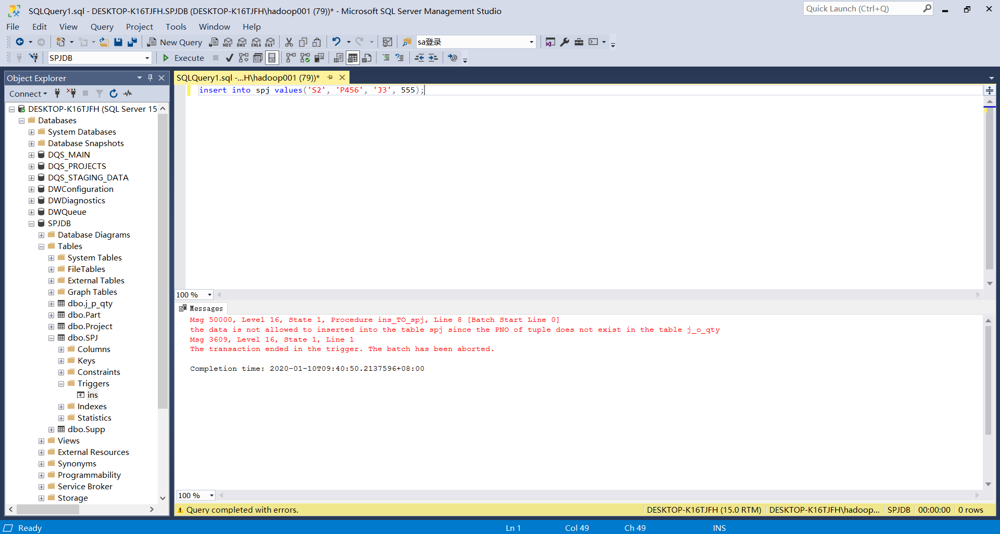 SQLQuery1.sql - DESKTOP-K16TJFH.SPJDB (DESKTOP-K16TJFH\hadoop001 (79))* - Microsoft SQL Server Management Studio
Quick Launch (Ctrl+Q)
File Edit View Query Project Tools Window Help
New Query MDX DMX XMLA DAX sa登录
SPJDB Execute
Object Explorer
Connect
DESKTOP-K16TJFH (SQL Server 15
Databases
System Databases
Database Snapshots
DQS_MAIN
DQS_PROJECTS
DQS_STAGING_DATA
DWConfiguration
DWDiagnostics
DWQueue
SPJDB
Database Diagrams
Tables
System Tables
FileTables
External Tables
Graph Tables
dbo.j_p_qty
dbo.Part
dbo.Project
dbo.SPJ
Columns
Keys
Constraints
Triggers
ins
Indexes
Statistics
dbo.Supp
Views
External Resources
Synonyms
Programmability
Service Broker
Storage
SQLQuery1.sql -...H\hadoop001 (79))*
insert into spj values('S2', 'P456', 'J3', 555);
100 %
Messages
Msg 50000, Level 16, State 1, Procedure ins_TO_spj, Line 8 [Batch Start Line 0]
the data is not allowed to inserted into the table spj since the PNO of tuple does not exist in the table j_o_qty
Msg 3609, Level 16, State 1, Line 1
The transaction ended in the trigger. The batch has been aborted.
Completion time: 2020-01-10T09:40:50.2137596+08:00
100 %
Query completed with errors. DESKTOP-K16TJFH (15.0 RTM) DESKTOP-K16TJFH\hadoop... SPJDB 00:00:00 0 rows
Ready Ln 1 Col 49 Ch 49 INS